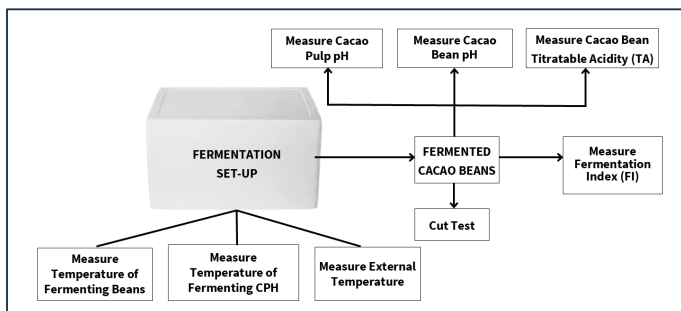 Measure Cacao
Pulp pH
Measure Cacao
Bean pH
Measure Cacao Bean
Titratable Acidity (TA)
FERMENTATION
SET-UP
FERMENTED
CACAO BEANS
Measure
Fermentation
Index (FI)
Cut Test
Measure
Temperature of
Fermenting Beans
Measure
Temperature of
Fermenting CPH
Measure External
Temperature